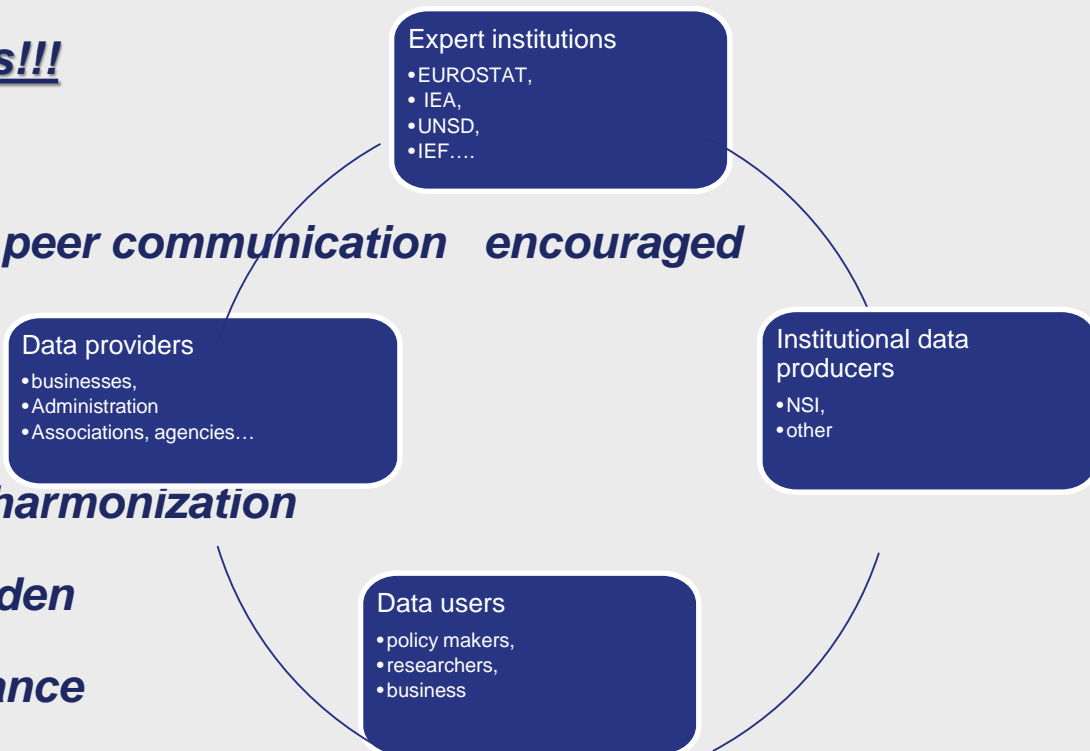 s!!!
Expert institutions
•EUROSTAT,
• IEA,
•UNSD,
•IEF….
peer communication encouraged
Data providers
•businesses,
•Administration
•Associations, agencies…
Institutional data
producers
•NSI,
•other
harmonization
den
ance
Data users
•policy makers,
•researchers,
•business